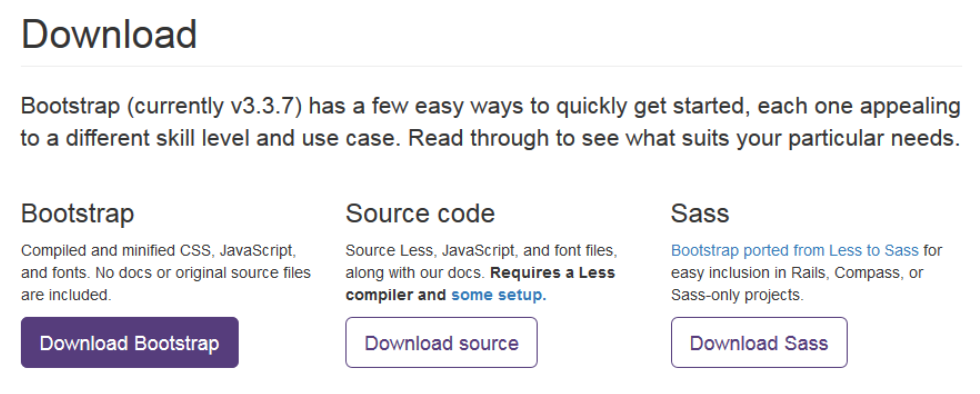 Download
Bootstrap (currently v3.3.7) has a few easy ways to quickly get started, each one appealing
to a different skill level and use case. Read through to see what suits your particular needs.
Bootstrap
Compiled and minified CSS, JavaScript,
and fonts. No docs or original source files
are included.
Download Bootstrap
Source code
Source Less, JavaScript, and font files,
along with our docs. Requires a Less
compiler and some setup.
Download source
Sass
Bootstrap ported from Less to Sass for
easy inclusion in Rails, Compass, or
Sass-only projects.
Download Sass